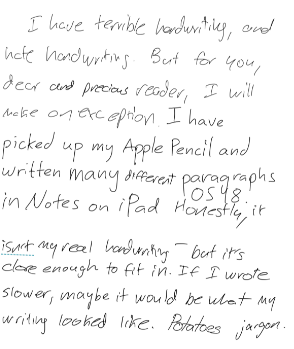 I have terrible handwriting, and
hate handwriting. But for you,
dear and precious reader, I will
make an exception I have
picked up my Apple Pencil and
written many different paragraphs
in Notes on iPad OS 18. Honestly, it
isn't my real handwriting - but it's
close enough to fit in. If I wrote
slower, maybe it would be what my
writing looked like. Potatoes jargon.